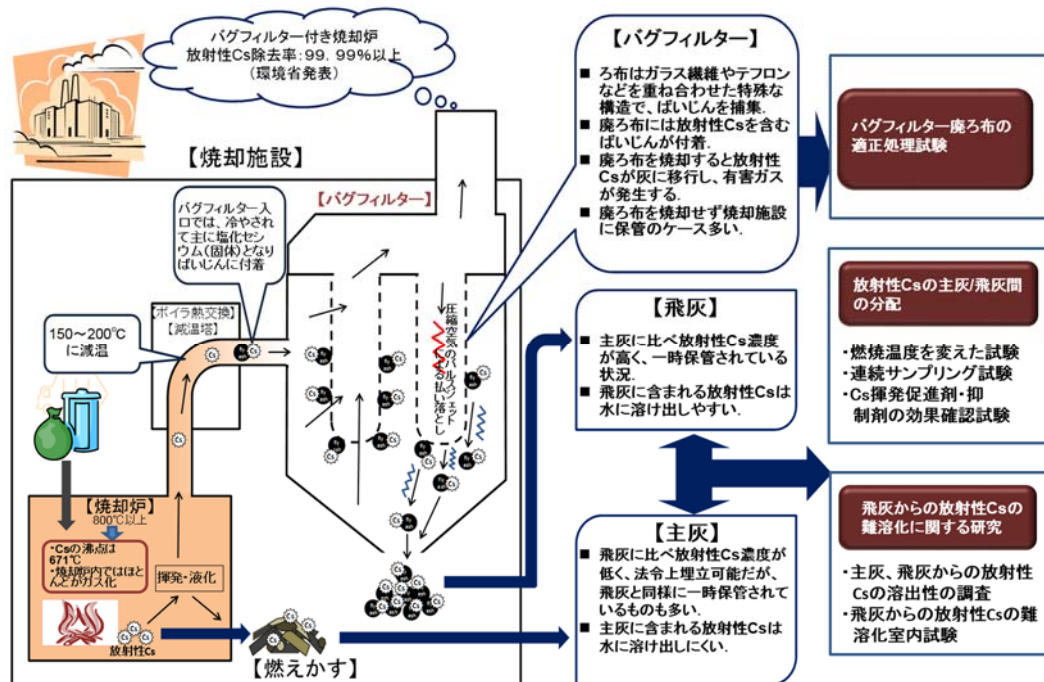 バグフィルター付き焼却炉
放射性Cs除去率：99．99%以上
（環境省発表）
【焼却施設】
【バグフィルター】
バグフィルター入
口では、冷やされ
て主に塩化セシ
ウム（固体）となり
ばいじんに付着
【ボイラ熱交換】
【減温塔】
150～200℃
に減温
Cs
圧縮空気のパルスジェット
による払い落とし
【焼却炉】
800℃以上
・Csの沸点は
671℃
・焼却炉内ではほと
んどがガス化
揮発・液化
Cs
Cs
Cs
放射性Cs
Cs
Cs
Cs
【燃えかす】
【バグフィルター】
■ ろ布はガラス繊維やテフロン
などを重ね合わせた特殊な
構造で、ばいじんを捕集．
■ 廃ろ布には放射性Csを含む
ばいじんが付着．
■ 廃ろ布を焼却すると放射性
Csが灰に移行し、有害ガス
が発生する．
■ 廃ろ布を焼却せず焼却施設
に保管のケース多い．
【飛灰】
■ 主灰に比べ放射性Cs濃度
が高く、一時保管されている
状況．
■ 飛灰に含まれる放射性Csは
水に溶け出しやすい．
【主灰】
■ 飛灰に比べ放射性Cs濃度が
低く、法令上埋立可能だが、
飛灰と同様に一時保管されて
いるものも多い．
■ 主灰に含まれる放射性Csは
水に溶け出しにくい．
バグフィルター廃ろ布の
適正処理試験
放射性Csの主灰/飛灰間
の分配
・燃焼温度を変えた試験
・連続サンプリング試験
・Cs揮発促進剤・抑
制剤の効果確認試験
飛灰からの放射性Csの
難溶化に関する研究
・主灰、飛灰からの放射性
Csの溶出性の調査
・飛灰からの放射性Csの難
溶化室内試験